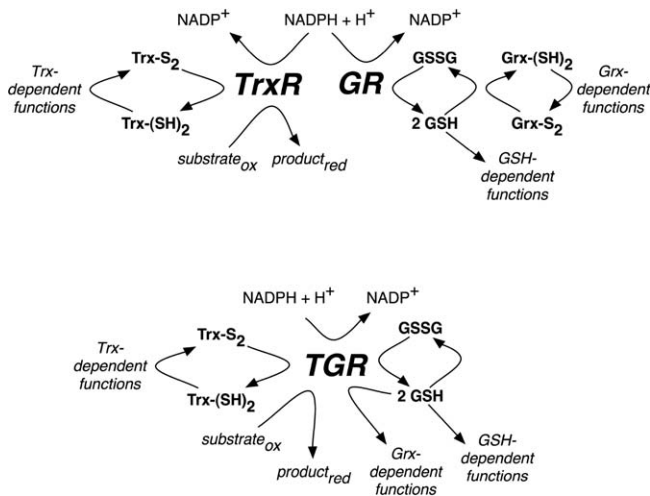 NADP+ NADPH + H+ NADP+
Trx-S2 GSSG Grx-(SH)2
Trx-
dependent
functions
TrxR GR
Grx-
dependent
functions
Trx-(SH)2 2 GSH Grx-S2
substrateox productred
GSH-
dependent
functions
NADPH + H+ NADP+
Trx-S2 GSSG
Trx-
dependent
functions
TGR
Trx-(SH)2 2 GSH
substrateox
productred
Grx-
dependent
functions
GSH-
dependent
functions